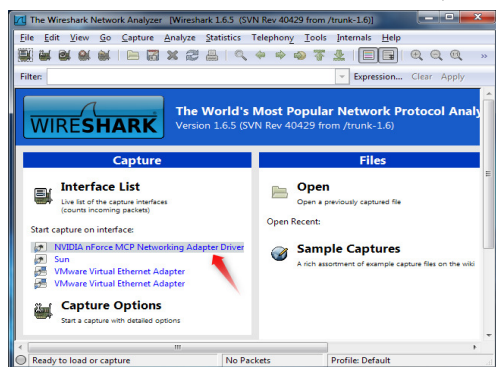 The Wireshark Network Analyzer [Wireshark 1.6.5 (SVN Rev 40429 from /trunk-1.6)]
File Edit View Go Capture Analyze Statistics Telephony Tools Internals Help
Filter: Expression... Clear Apply
WIRESHARK
The World's Most Popular Network Protocol Analy
Version 1.6.5 (SVN Rev 40429 from /trunk-1.6)
Capture
Interface List
Live list of the capture interfaces
(counts incoming packets)
Start capture on interface:
NVIDIA nForce MCP Networking Adapter Driver
Sun
VMware Virtual Ethernet Adapter
VMware Virtual Ethernet Adapter
Capture Options
Start a capture with detailed options
Files
Open
Open a previously captured file
Open Recent:
Sample Captures
A rich assortment of example capture files on the wiki
Ready to load or capture No Packets Profile: Default